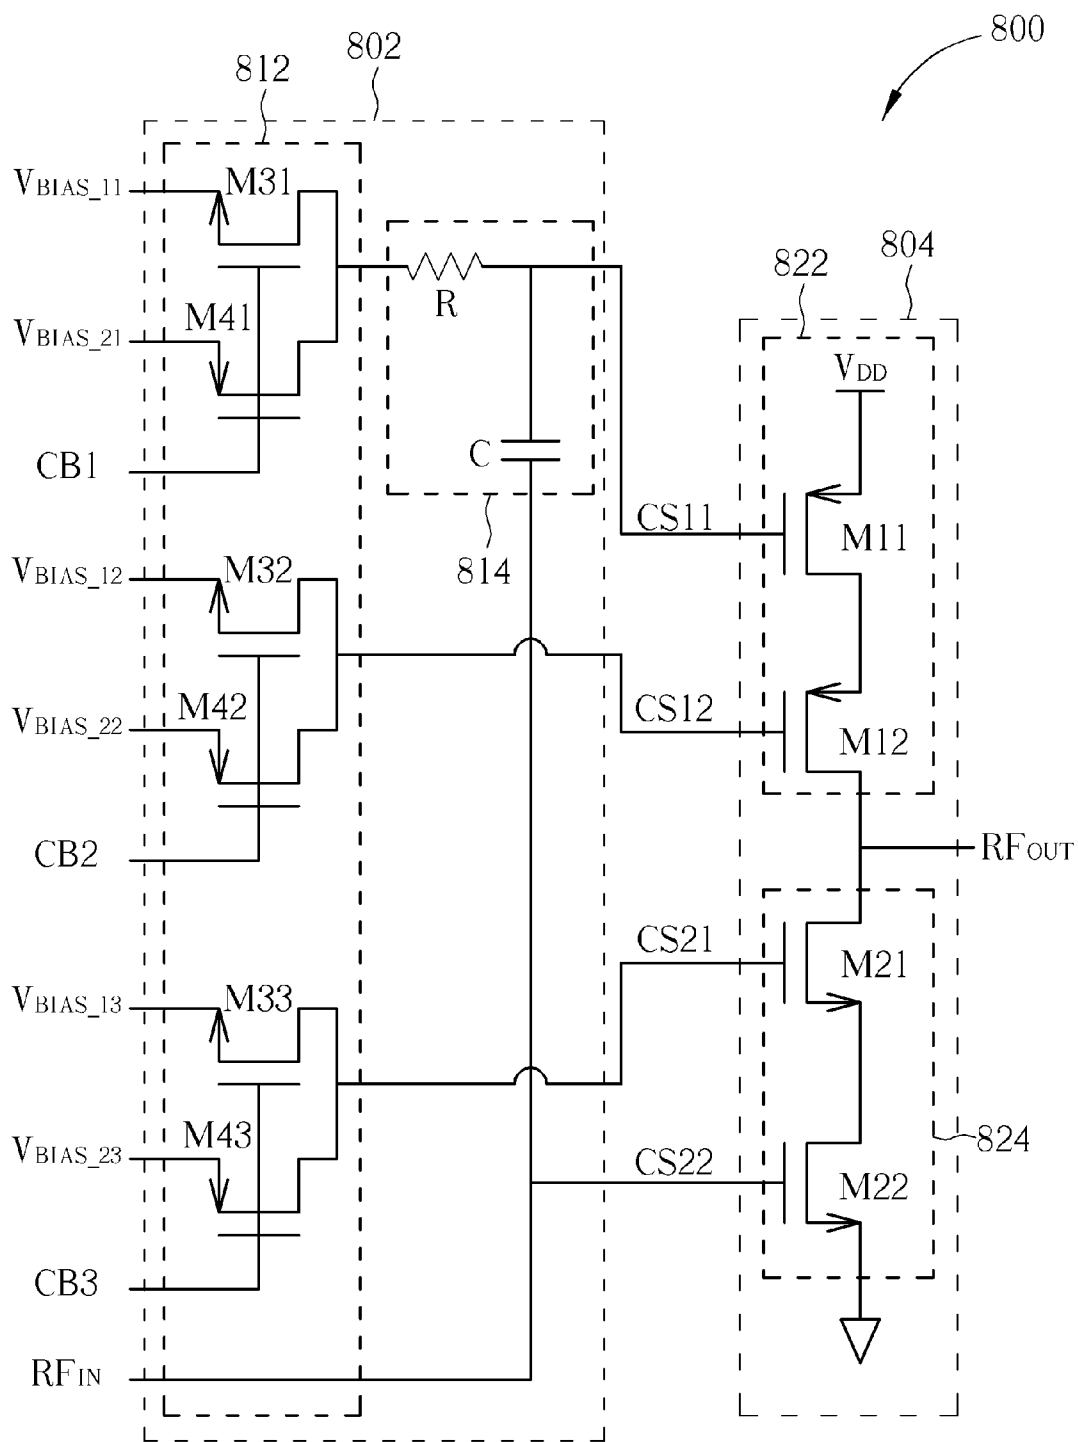 800
802
812
VBIAS_11
M31
804
822
R
M41
VBIAS_21
VDD
C
CB1
CS11
M11
814
VBIAS_12
M32
M42
VBIAS_22
CS12
M12
CB2
RFOUT
CS21
M21
VBIAS_13
M33
M43
824
VBIAS_23
CS22
M22
CB3
RFIN